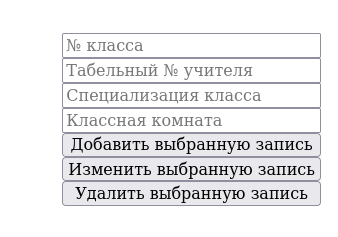 № класса
Табельный № учителя
Специализация класса
Классная комната
Добавить выбранную запись
Изменить выбранную запись
Удалить выбранную запись